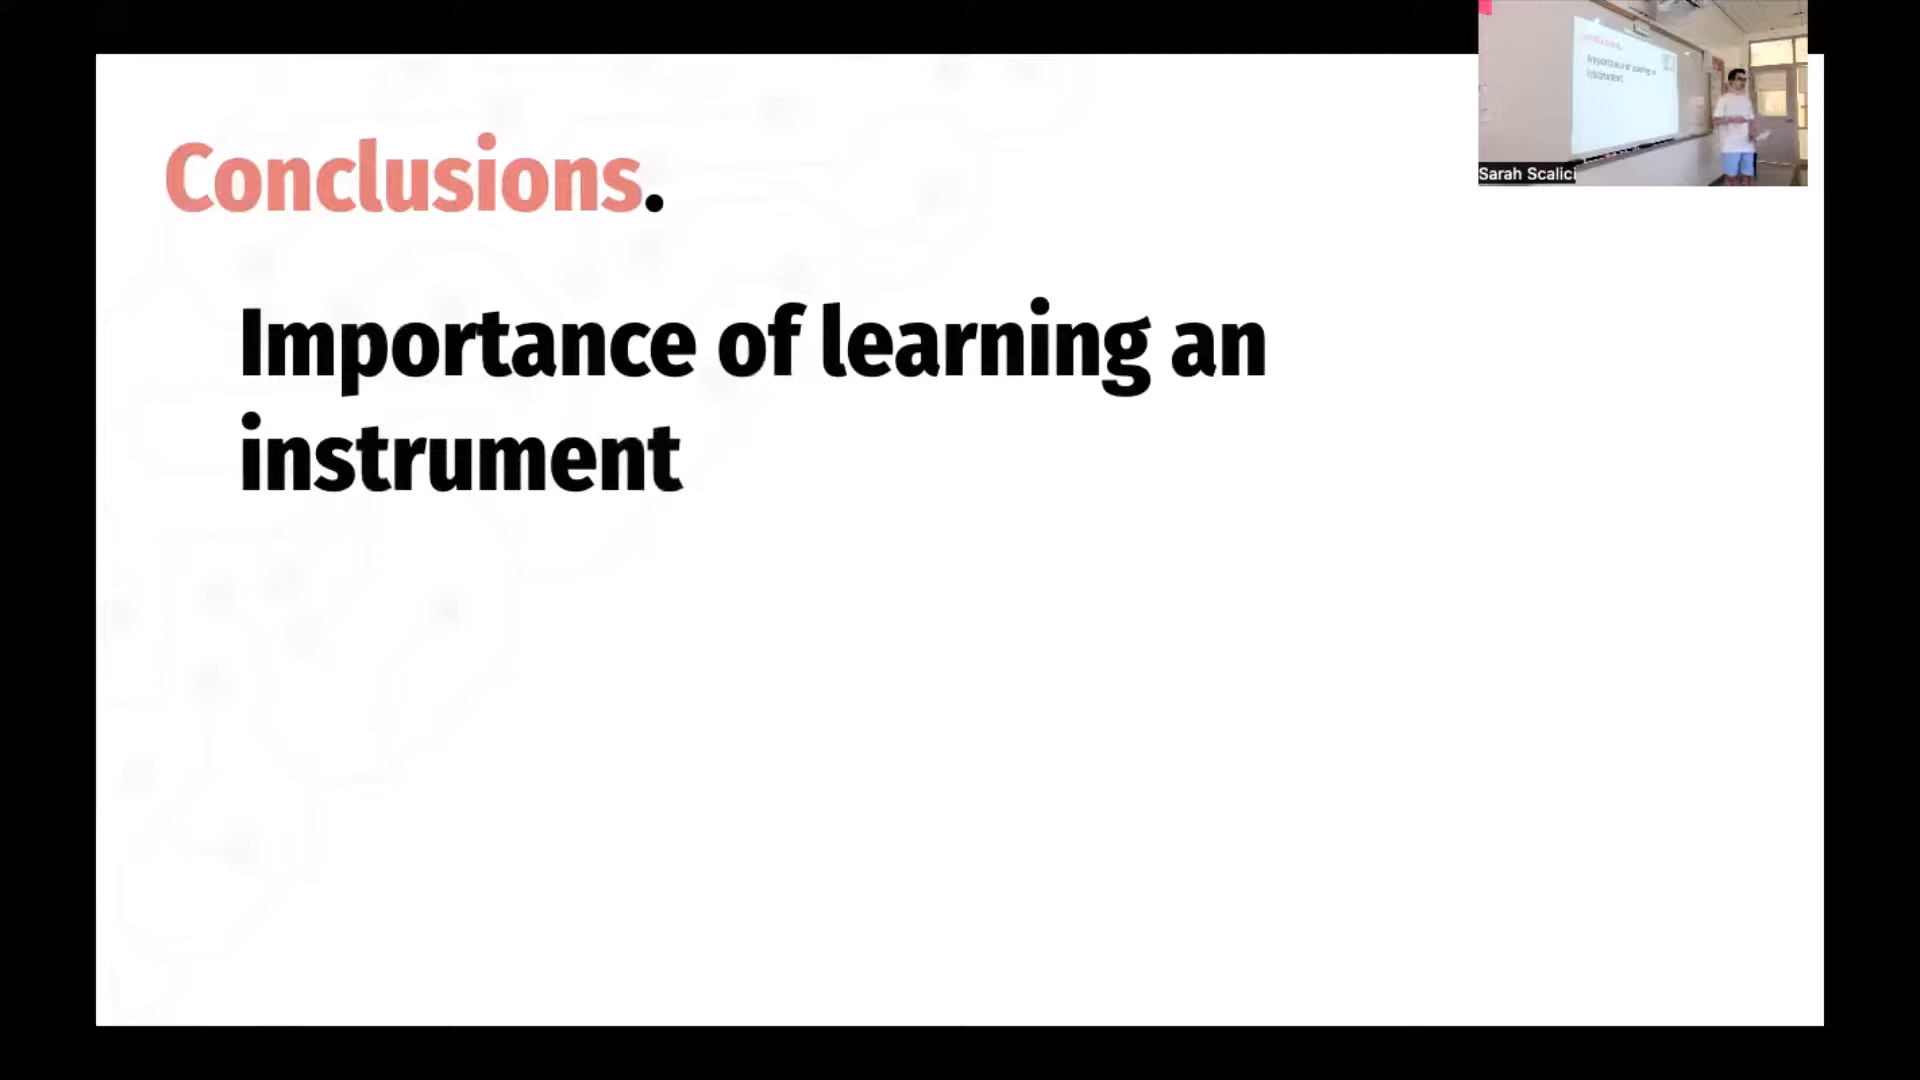 Conclusions.
Importance of learning an
instrument
Sarah Scalici